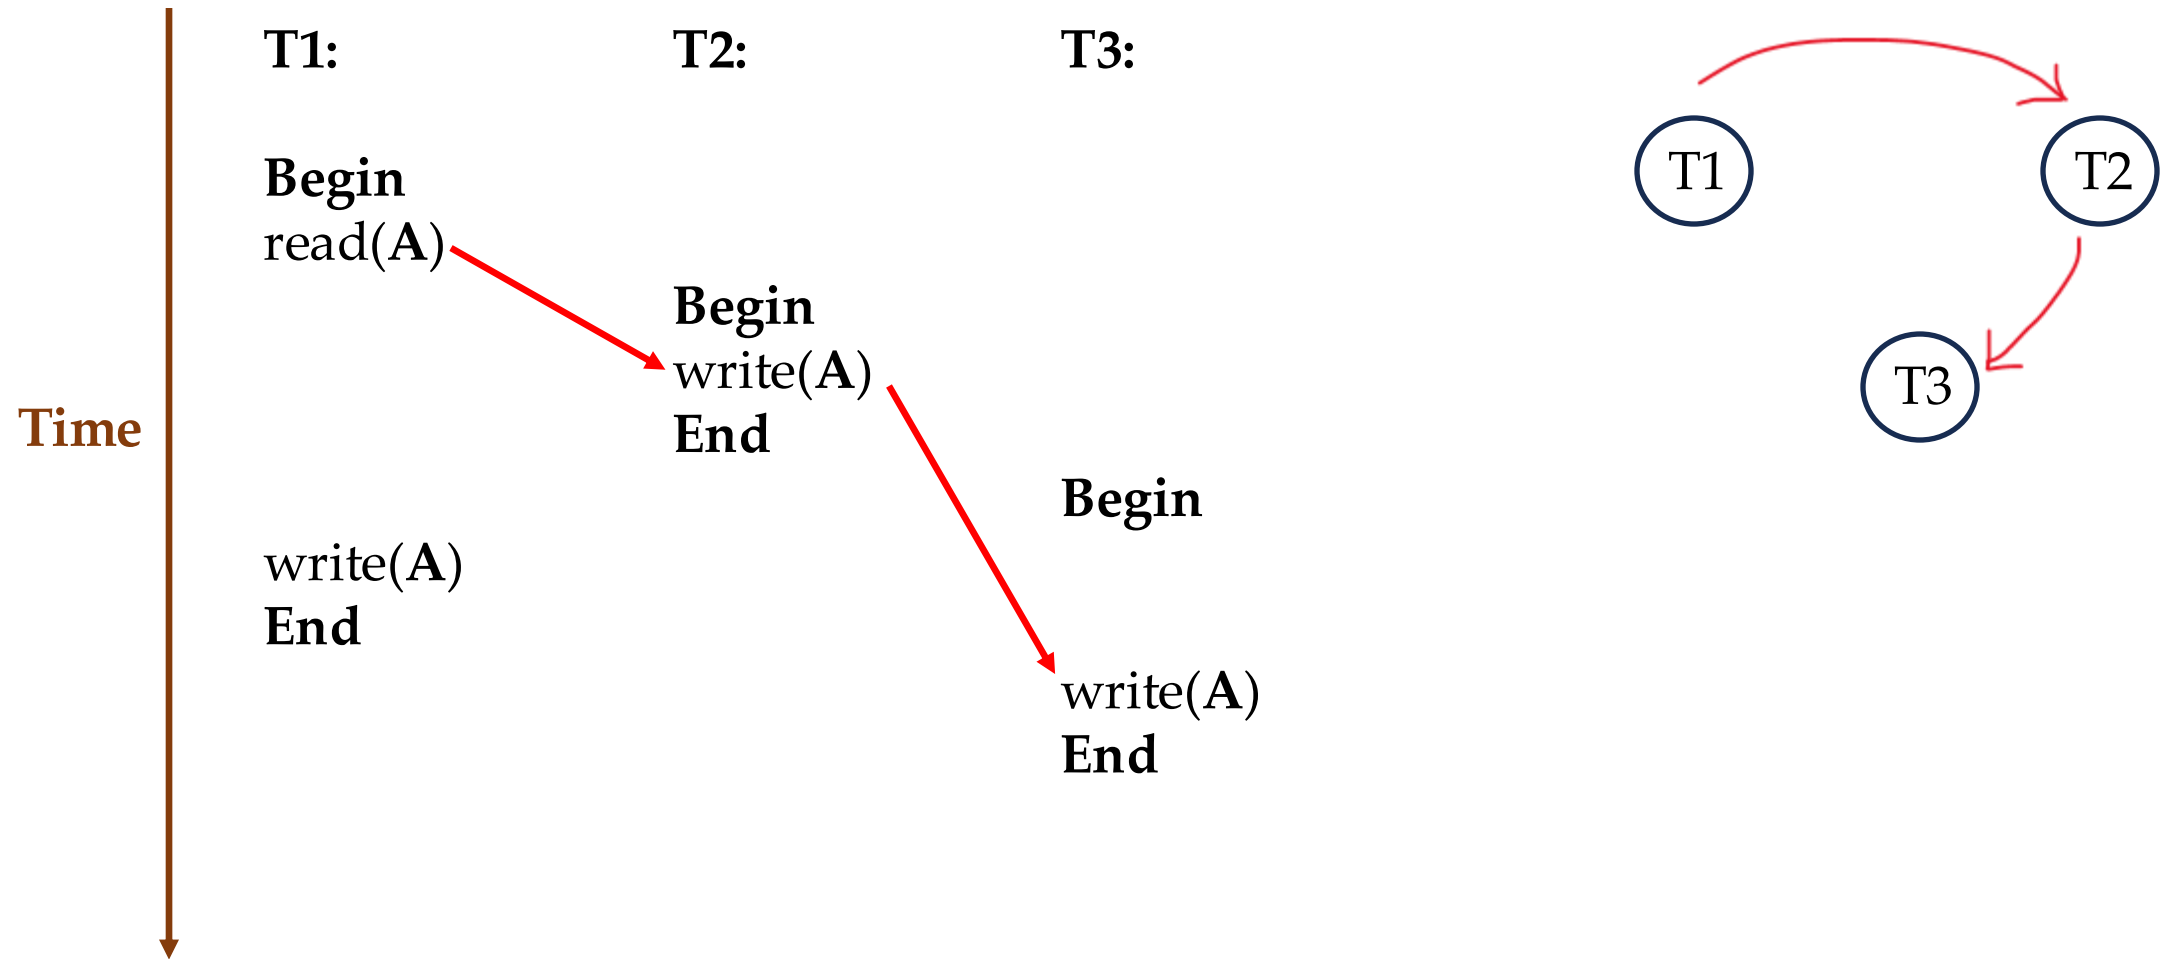 T1: T2: T3:
Begin
read(A)
Begin
write(A)
End
Time
Begin
write(A)
End
write(A)
End
T1 T2
T3